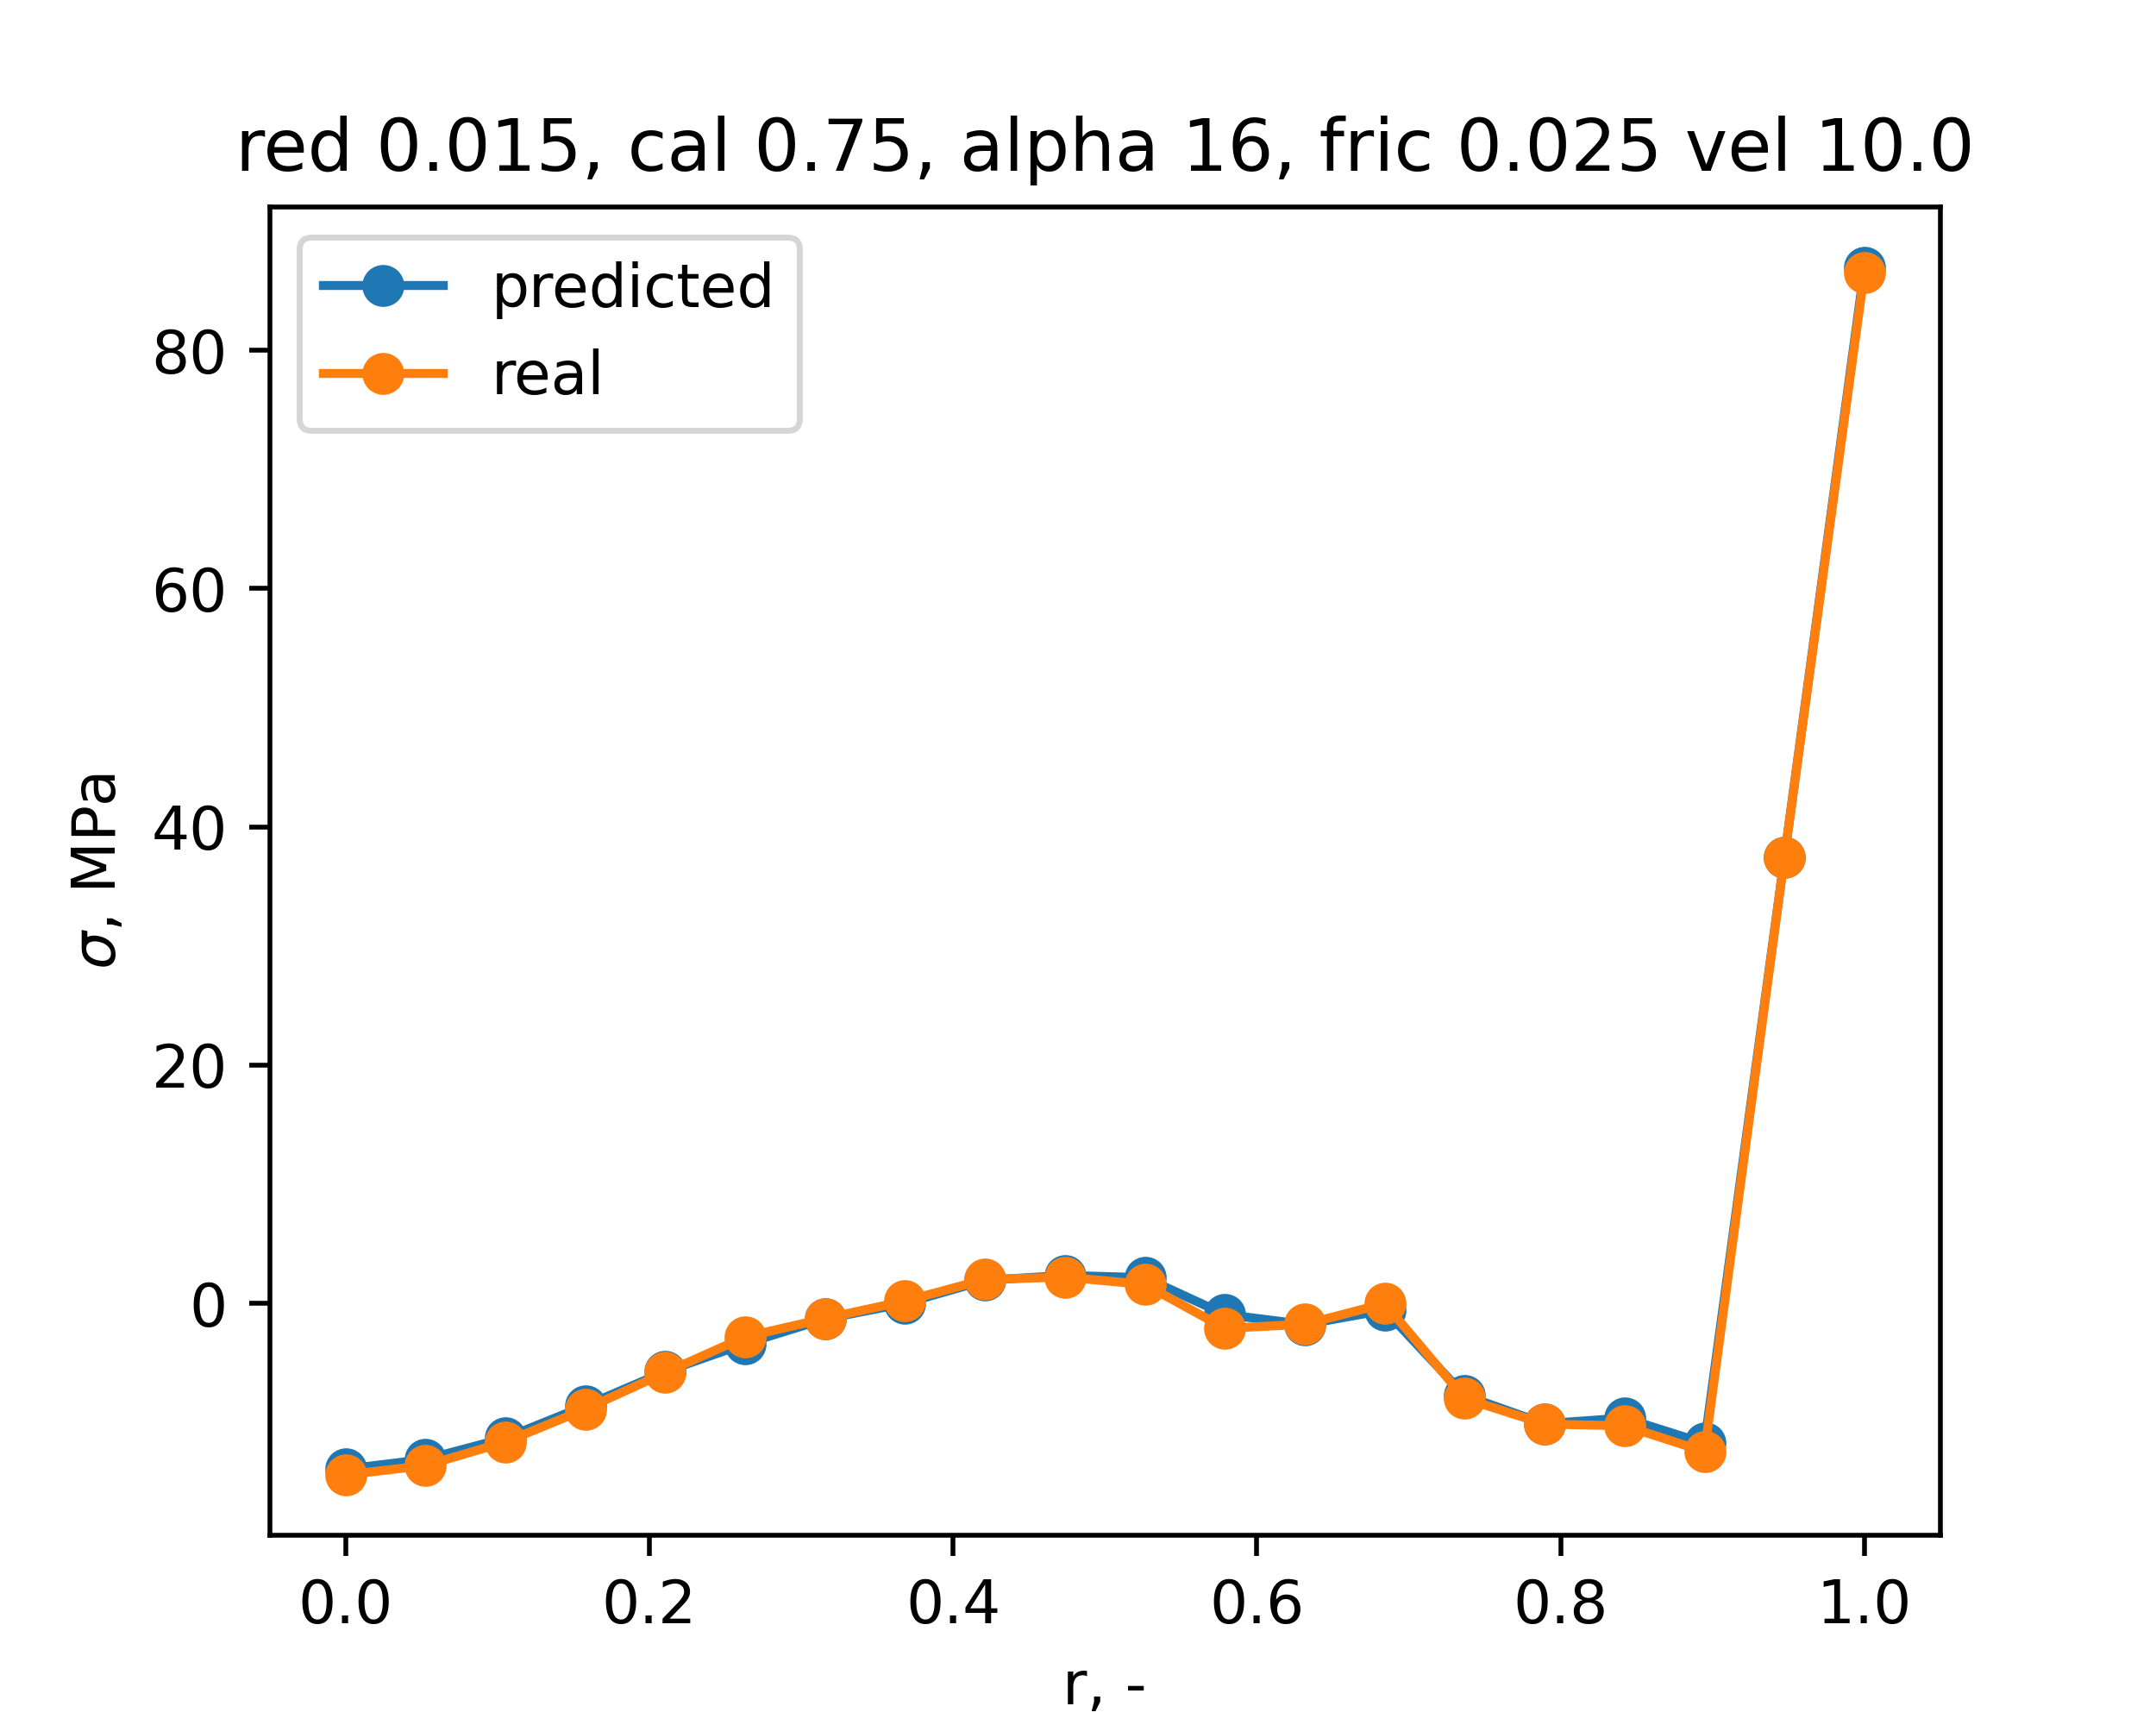 red 0.015, cal 0.75, alpha 16, fric 0.025 vel 10.0
predicted
real
80
60
40
20
0
σ, MPa
0.0 0.2 0.4 0.6 0.8 1.0
r, -